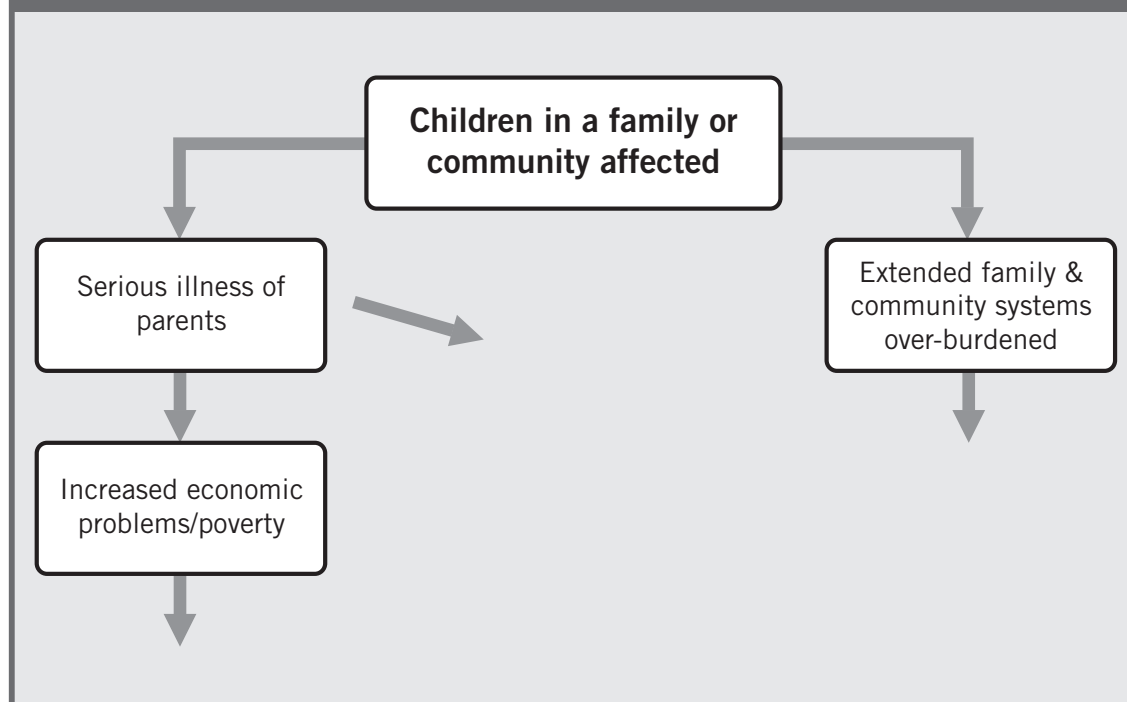 Children in a family or
community affected
Serious illness of
parents
Extended family &
community systems
over-burdened
Increased economic
problems/poverty